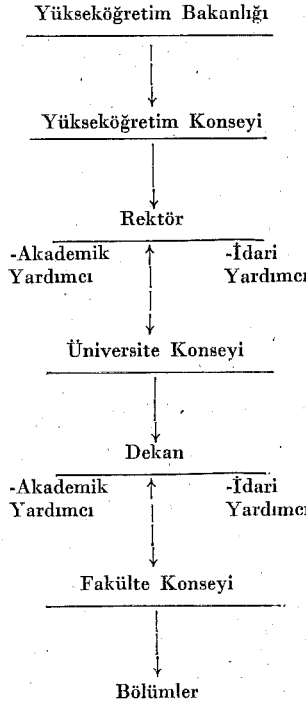 Yükseköğretim Bakanlığı
Yükseköğretim Konseyi
Rektör
-Akademik Yardımcı
-İdari Yardımcı
Üniversite Konseyi
Dekan
-Akademik Yardımcı
-İdari Yardımcı
Fakülte Konseyi
Bölümler